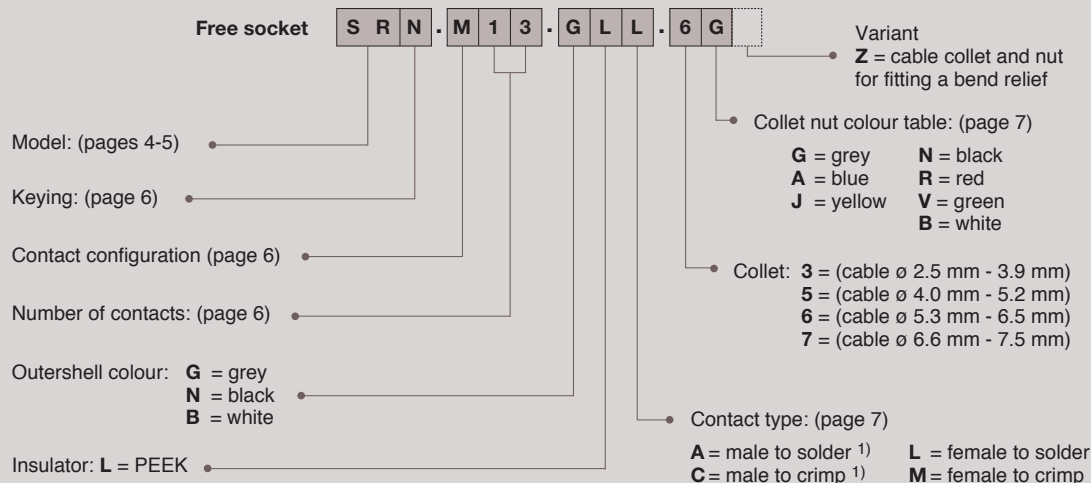 Free socket SRN.M13.GLL.6G
Variant
Z = cable collet and nut
for fitting a bend relief
Model: (pages 4-5)
Keying: (page 6)
Contact configuration (page 6)
Number of contacts: (page 6)
Outershell colour: G = grey
N = black
B = white
Insulator: L = PEEK
Collet nut colour table: (page 7)
G = grey N = black
A = blue R = red
J = yellow V = green
B = white
Collet: 3 = (cable ø 2.5 mm - 3.9 mm)
5 = (cable ø 4.0 mm - 5.2 mm)
6 = (cable ø 5.3 mm - 6.5 mm)
7 = (cable ø 6.6 mm - 7.5 mm)
Contact type: (page 7)
A = male to solder 1) L = female to solder
C = male to crimp 1) M = female to crimp